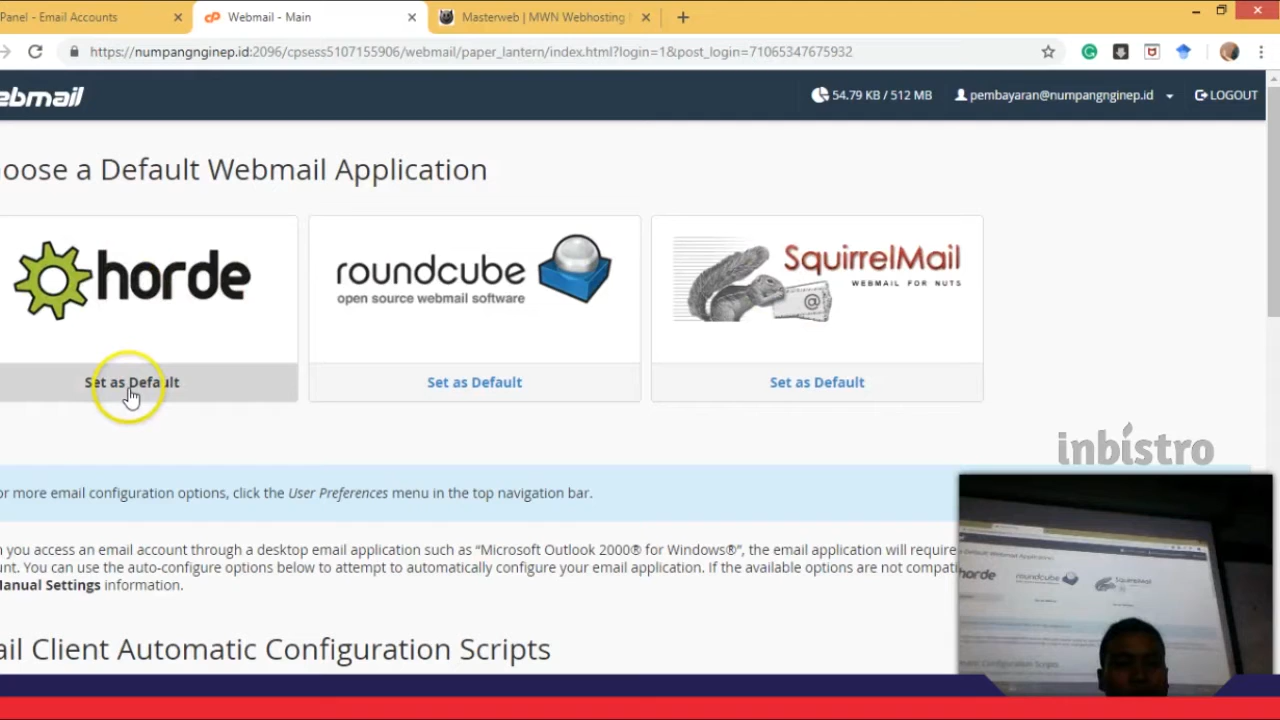 Panel - Email Accounts
Webmail - Main
Masterweb | MWN Webhosting
https://numpangnginep.id:2096/cpsess5107155906/webmail/paper_lantern/index.html?login=1&post_login=71065347675932
ebmail
54.79 KB / 512 MB
pembayaran@numpangnginep.id
LOGOUT
oose a Default Webmail Application
horde
roundcube
open source webmail software
SquirrelMail
WEBMAIL FOR NUTS
Set as Default
Set as Default
Set as Default
inbistro
or more email configuration options, click the User Preferences menu in the top navigation bar.
n you access an email account through a desktop email application such as “Microsoft Outlook 2000® for Windows®”, the email application will require
unt. You can use the auto-configure options below to attempt to automatically configure your email application. If the available options are not compati
Manual Settings information.
ail Client Automatic Configuration Scripts